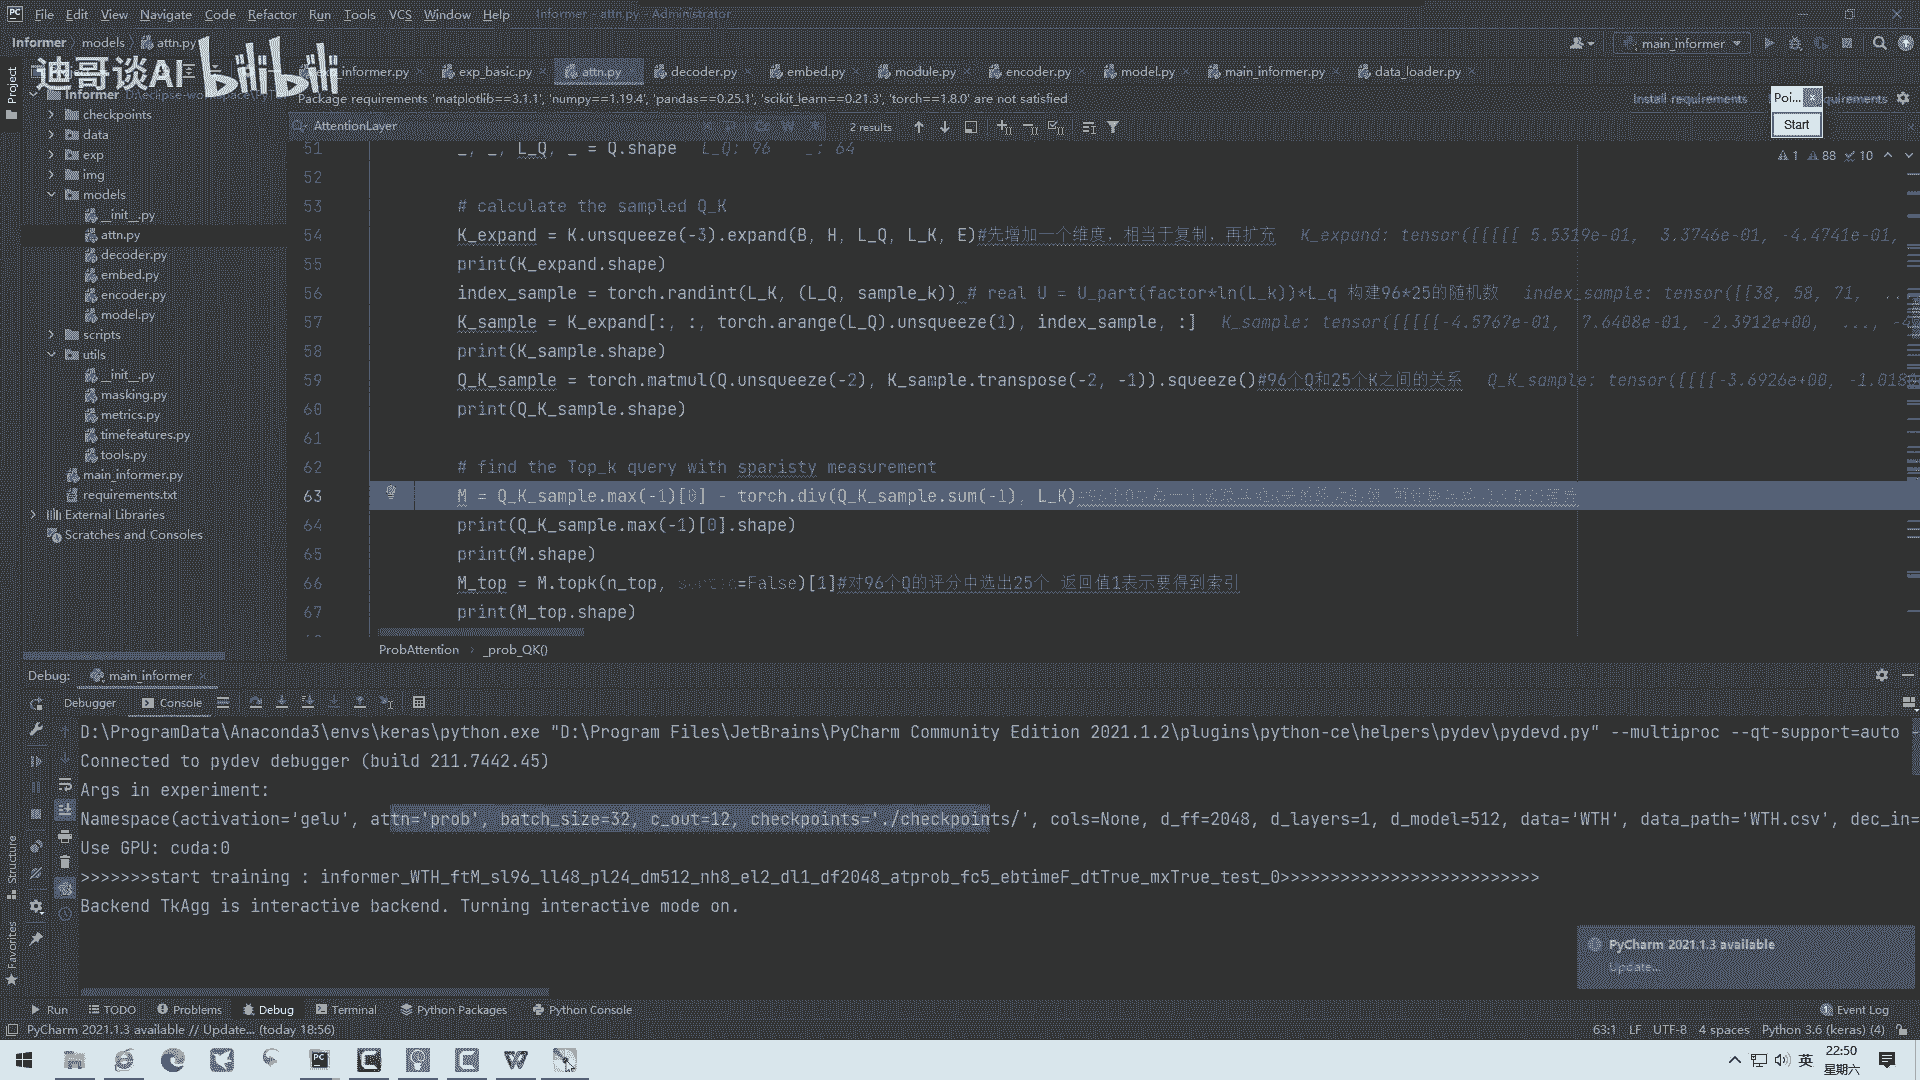 File Edit View Navigate Code Refactor Run Tools VCS Window Help Informer - attn.py - Administrator
Informer models attn.py main_informer
迪哥谈AI bilibili
informer.py exp_basic.py attn.py decoder.py embed.py module.py encoder.py model.py main_informer.py data_loader.py
Project
Informer
Package requirements 'matplotlib==3.1.1', 'numpy==1.19.4', 'pandas==0.25.1', 'scikit_learn==0.21.3', 'torch==1.8.0' are not satisfied Install requirements
Poi...
Start
AttentionLayer 2 results
1 88 10
checkpoints
data
exp
img
models
__init__.py
attn.py
decoder.py
embed.py
encoder.py
model.py
scripts
utils
__init__.py
masking.py
metrics.py
timefeatures.py
tools.py
main_informer.py
requirements.txt
External Libraries
Scratches and Consoles
51 _, _, L_Q, _ = Q.shape L_Q: 96 _: 64
52
53 # calculate the sampled Q_K
54 K_expand = K.unsqueeze(-3).expand(B, H, L_Q, L_K, E)#先增加一个维度，相当于复制，再扩充 K_expand: tensor([[[[[ 5.5319e-01, 3.3746e-01, -4.4741e-01,
55 print(K_expand.shape)
56 index_sample = torch.randint(L_K, (L_Q, sample_k)) # real U = U_part(factor*ln(L_k))*L_q 构建96*25的随机数 index_sample: tensor([[38, 58, 71, ..
57 K_sample = K_expand[:, :, torch.arange(L_Q).unsqueeze(1), index_sample, :] K_sample: tensor([[[[[-4.5767e-01, 7.6408e-01, -2.3912e+00, ...,
58 print(K_sample.shape)
59 Q_K_sample = torch.matmul(Q.unsqueeze(-2), K_sample.transpose(-2, -1)).squeeze()#96个Q和25个K之间的关系 Q_K_sample: tensor([[[[-3.6926e+00,
60 print(Q_K_sample.shape)
61
62 # find the Top_k query with sparisty measurement
63 M = Q_K_sample.max(-1)[0] - torch.div(Q_K_sample.sum(-1), L_K)
64 print(Q_K_sample.max(-1)[0].shape)
65 print(M.shape)
66 M_top = M.topk(n_top, =False)[1]#对96个Q的评分中选出25个 返回值1表示要得到索引
67 print(M_top.shape)
ProbAttention _prob_QK()
Debug: main_informer
Debugger Console
D:\ProgramData\Anaconda3\envs\keras\python.exe "D:\Program Files\JetBrains\PyCharm Community Edition 2021.1.2\plugins\python-ce\helpers\pydev\pydevd.py" --multiproc --qt-support=auto
Connected to pydev debugger (build 211.7442.45)
Args in experiment:
Namespace(activation='gelu', attn='prob', batch_size=32, c_out=12, checkpoints='./checkpoints/', cols=None, d_ff=2048, d_layers=1, d_model=512, data='WTH', data_path='WTH.csv', dec_in=
Use GPU: cuda:0
>>>>>>>start training : informer_WTH_ftM_sl96_ll48_pl24_dm512_nh8_el2_dl1_df2048_atprob_fc5_ebtimeF_dtTrue_mxTrue_test_0>>>>>>>>>>>>>>>>>>>>>>>>>>
Backend TkAgg is interactive backend. Turning interactive mode on.
Structure
Favorites
PyCharm 2021.1.3 available
Update...
Run TODO Problems Debug Terminal Python Packages Python Console Event Log
PyCharm 2021.1.3 available // Update... (today 18:56) 63:1 LF UTF-8 4 spaces Python 3.6 (keras) (4)
英 22:50
星期六